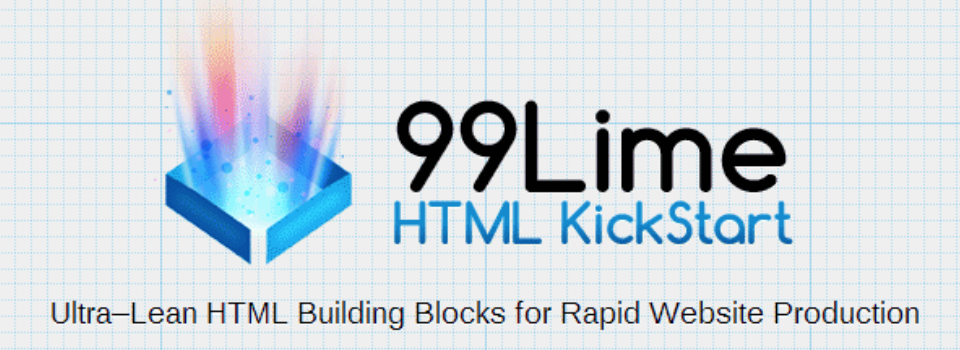 99Lime
HTML KickStart
Ultra–Lean HTML Building Blocks for Rapid Website Production